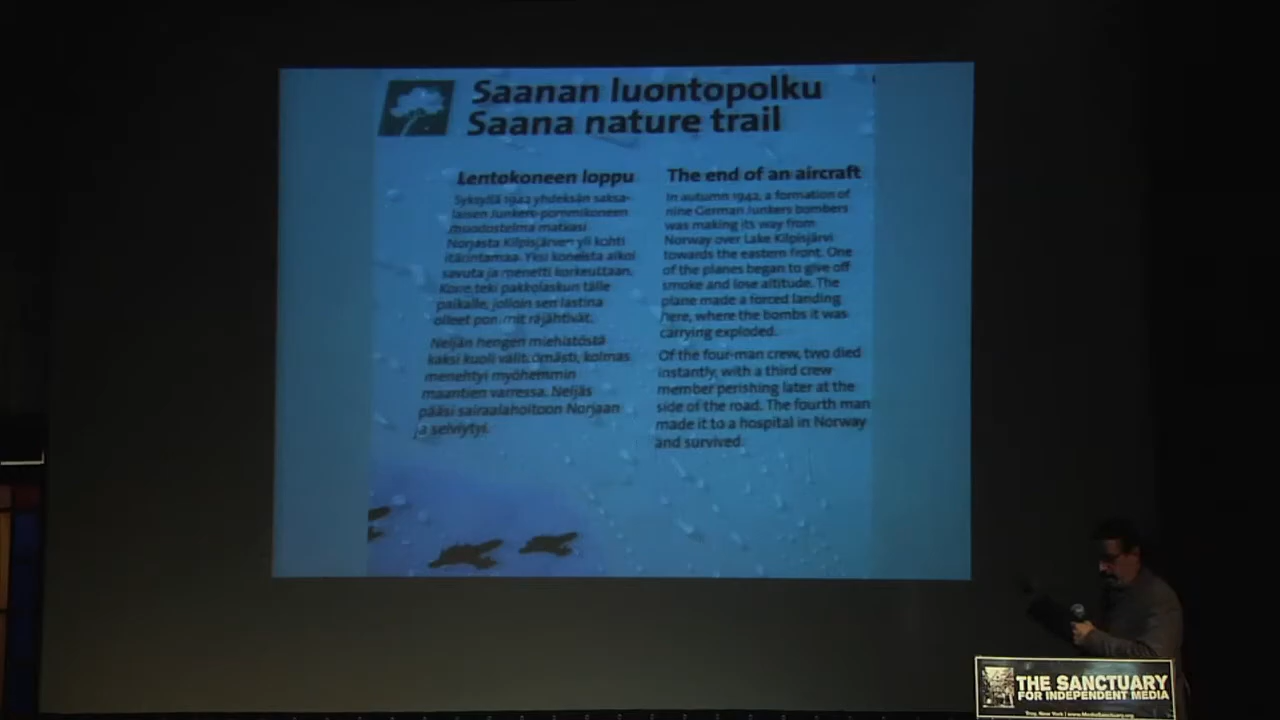 Saanan luontopolku
Saana nature trail
Lentokoneen loppu
Syksyllä 1942 yhdeksän saksa-
laisen Junkers-pommikoneen
muodostelma matkasi
Norjasta Kilpisjärven yli kohti
itärintamaa. Yksi koneista alkoi
savuta ja menetti korkeuttaan.
Kone teki pakkolaskun tälle
paikalle, jolloin sen lastina
olleet pommit räjähtivät.
Neljän hengen miehistöstä
kaksi kuoli välittömästi, kolmas
menehtyi myöhemmin
maantien varressa. Neljäs
pääsi sairaalahoitoon Norjaan
ja selviytyi.
The end of an aircraft
In autumn 1942, a formation of
nine German Junkers bombers
was making its way from
Norway over Lake Kilpisjärvi
towards the eastern front. One
of the planes began to give off
smoke and lose altitude. The
plane made a forced landing
here, where the bombs it was
carrying exploded.
Of the four-man crew, two died
instantly, with a third crew
member perishing later at the
side of the road. The fourth man
made it to a hospital in Norway
and survived.
THE SANCTUARY
FOR INDEPENDENT MEDIA
Troy, New York | www.MediaSanctuary.org